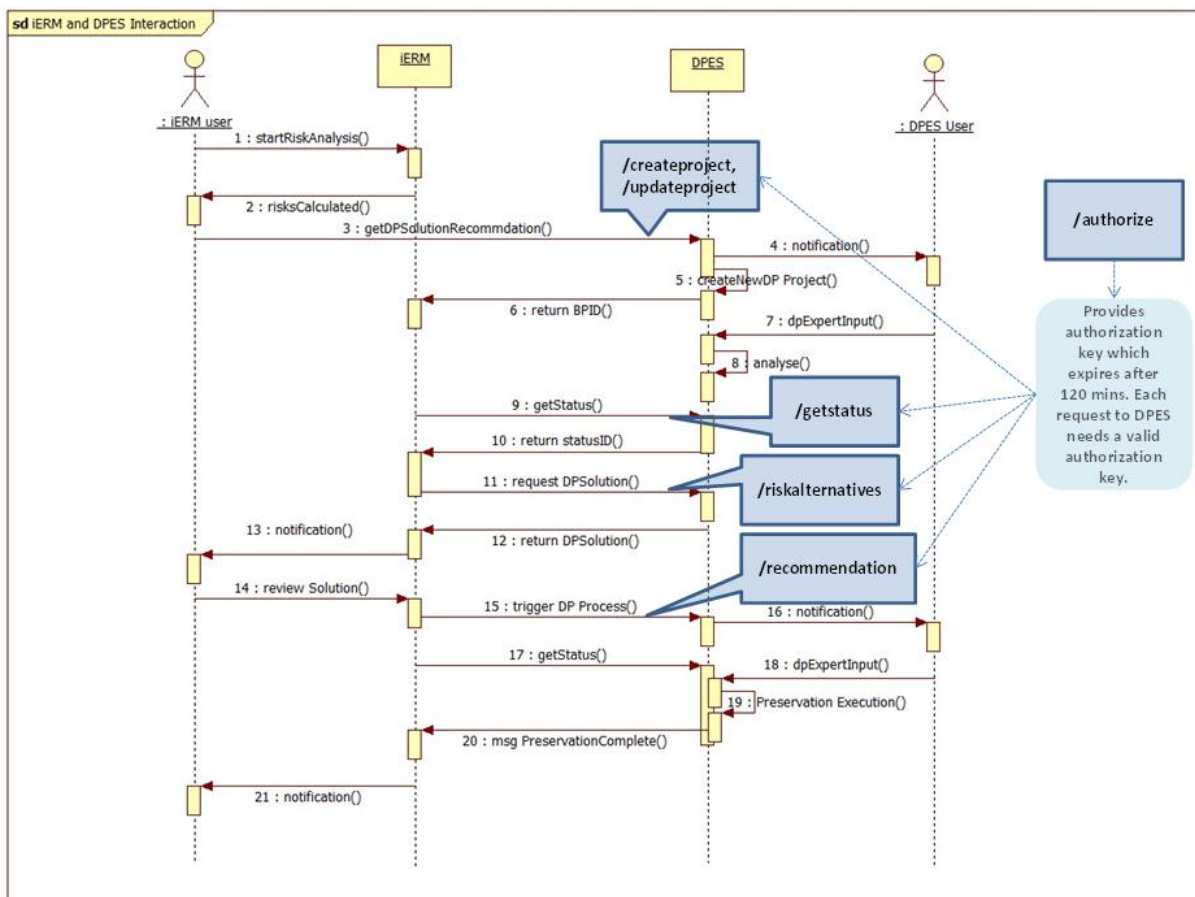 sd iERM and DPES Interaction
iERM
DPES
: iERM user
: DPES User
1 : startRiskAnalysis()
/createproject,
/updateproject
/authorize
2 : risksCalculated()
3 : getDPSolutionRecommdation()
4 : notification()
5 : createNewDP Project()
6 : return BPID()
7 : dpExpertInput()
8 : analyse()
Provides
authorization
key which
expires after
120 mins. Each
request to DPES
needs a valid
authorization
key.
9 : getStatus()
/getstatus
10 : return statusID()
11 : request DPSolution()
/riskalternatives
12 : return DPSolution()
13 : notification()
/recommendation
14 : review Solution()
15 : trigger DP Process()
16 : notification()
17 : getStatus()
18 : dpExpertInput()
19 : Preservation Execution()
20 : msg PreservationComplete()
21 : notification()